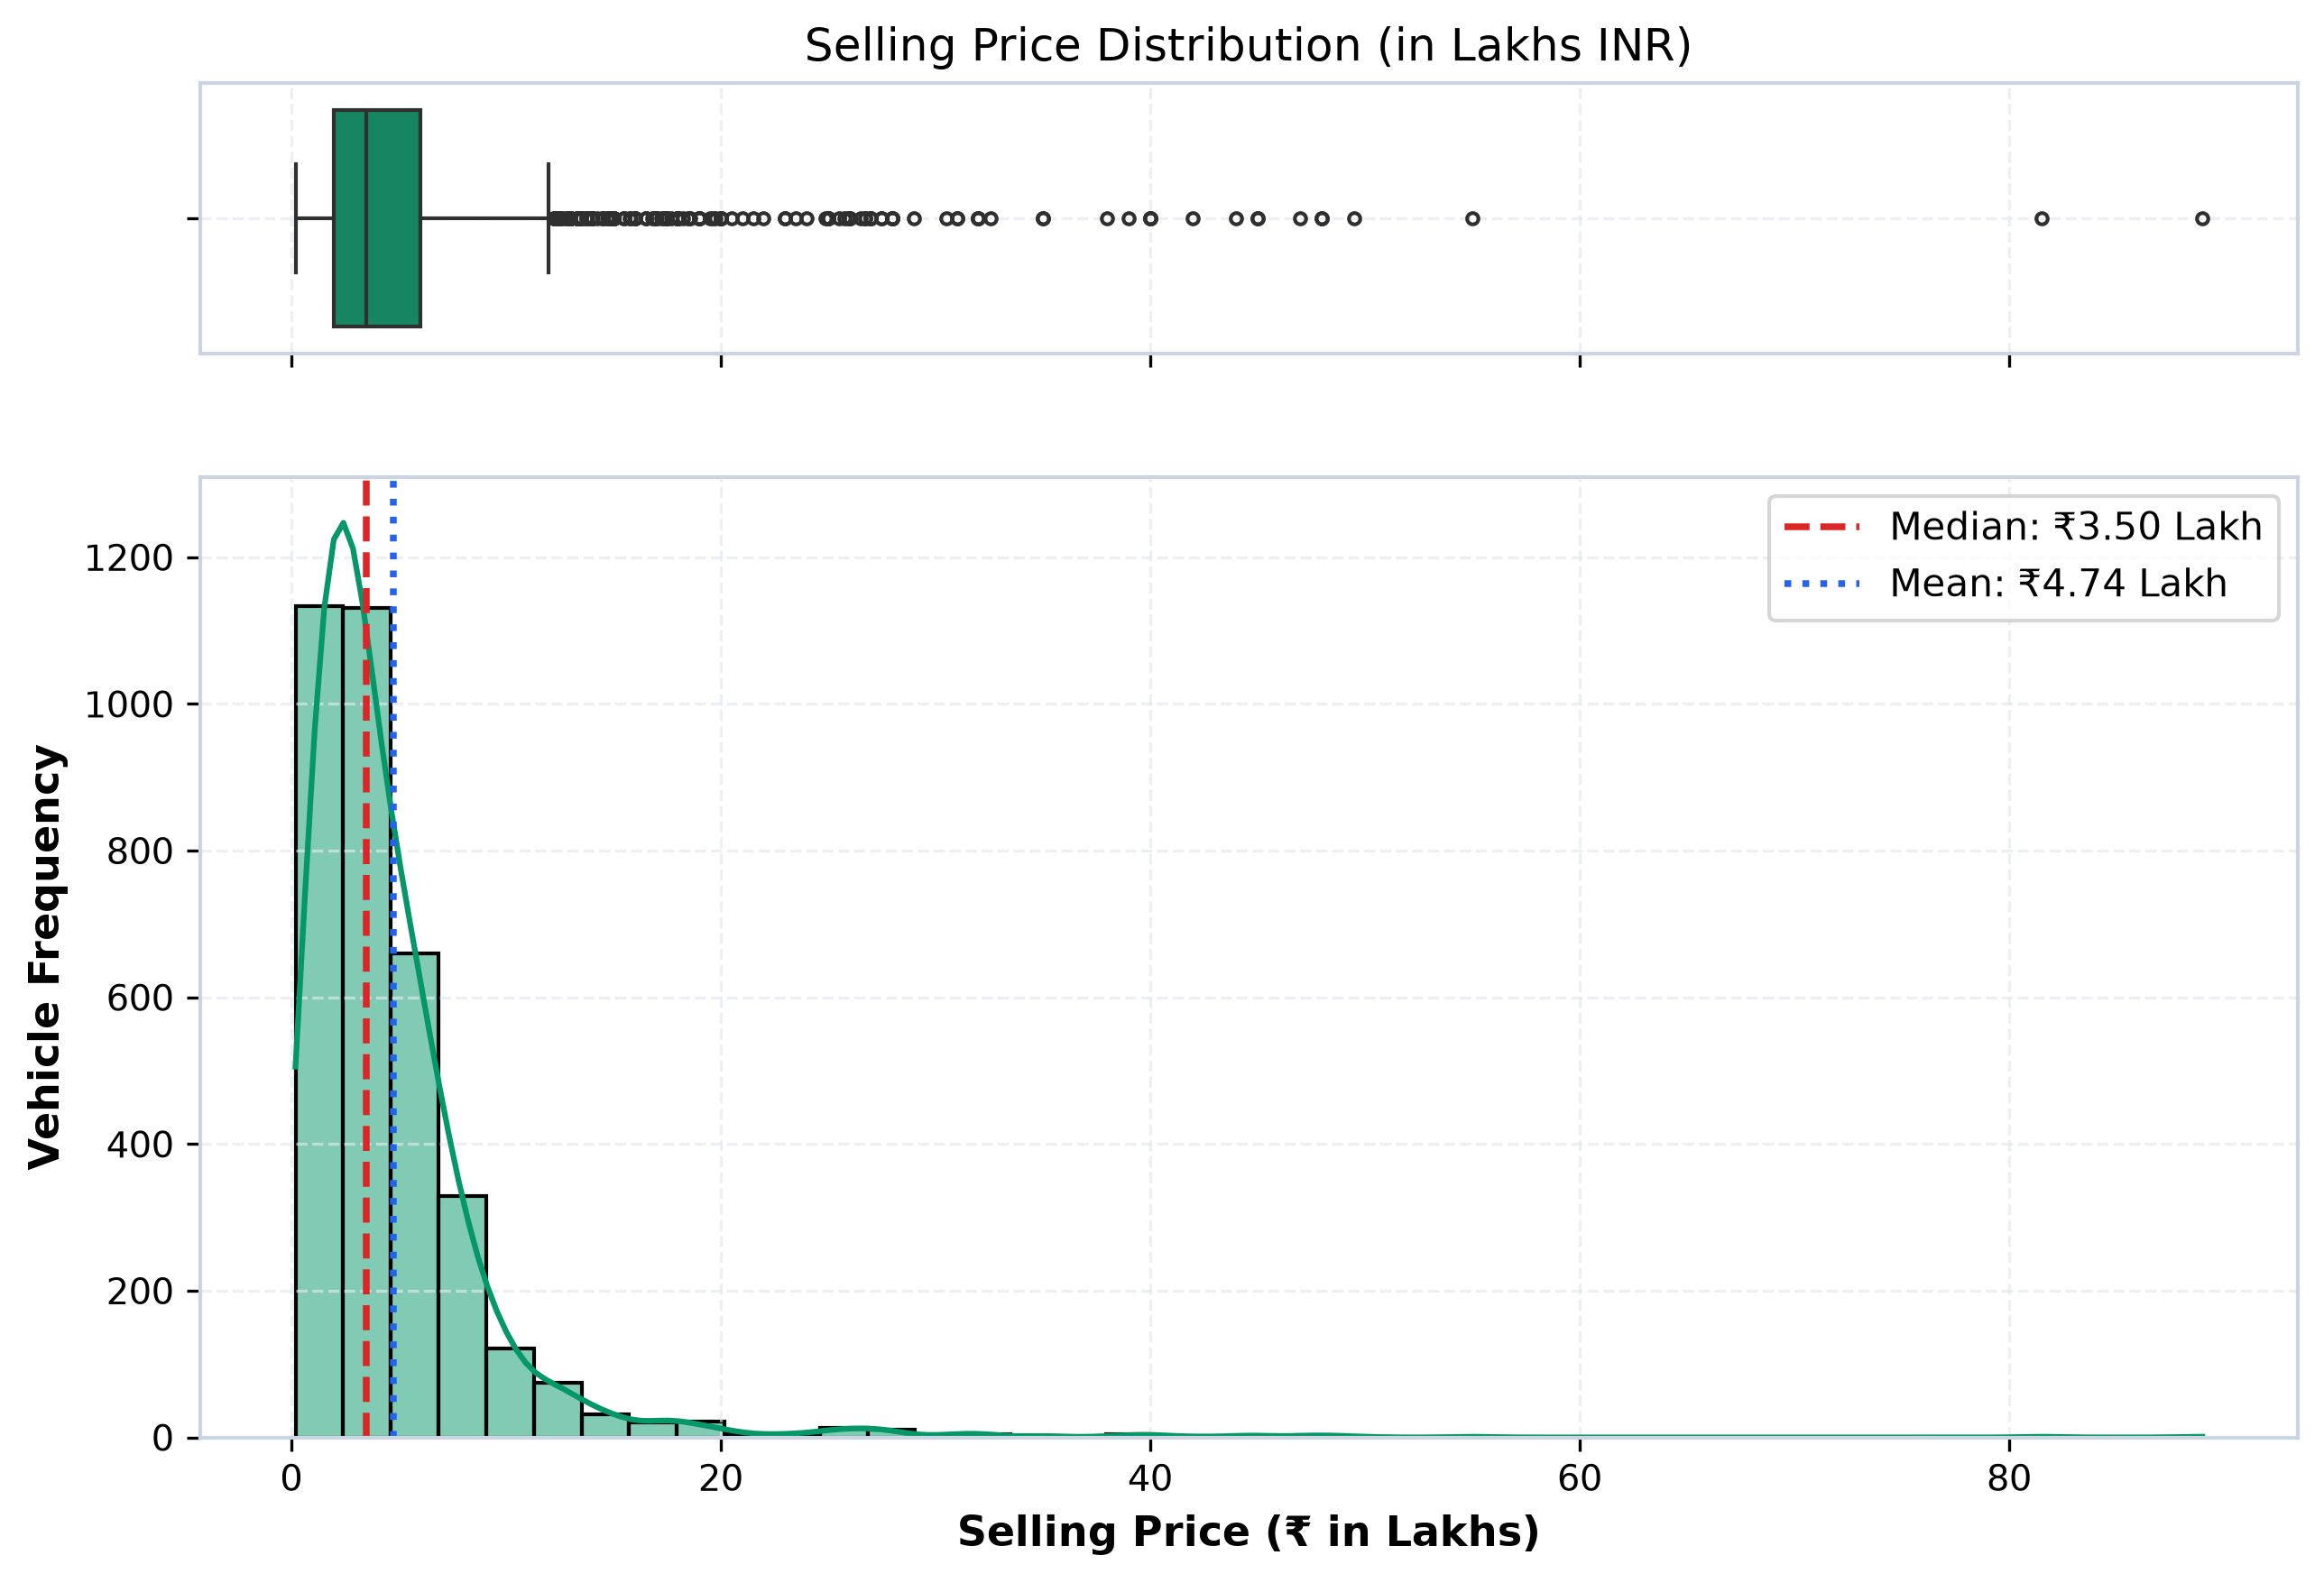 Selling Price Distribution (in Lakhs INR)
Median: ₹3.50 Lakh
Mean: ₹4.74 Lakh
Vehicle Frequency
1200
1000
800
600
400
200
0
0 20 40 60 80
Selling Price (₹ in Lakhs)